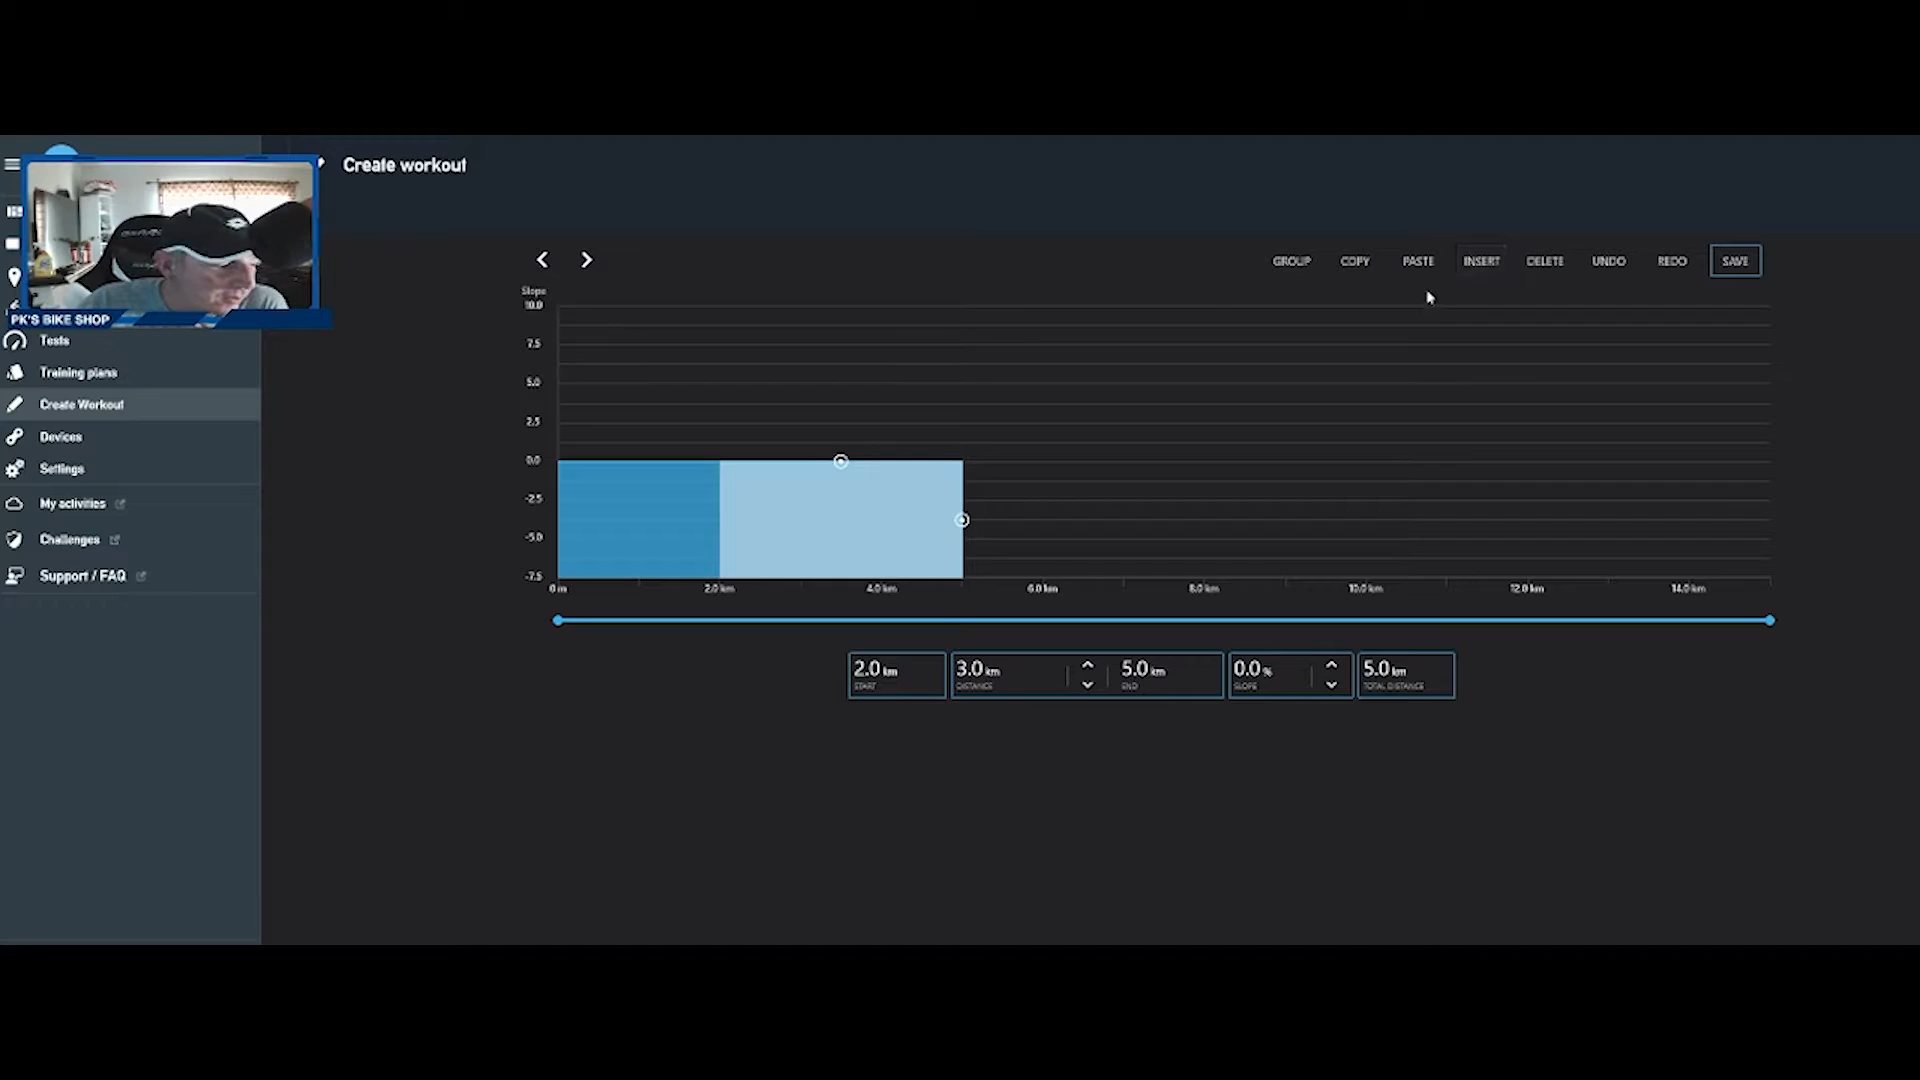 Create workout
PK'S BIKE SHOP
Tests
Training plans
Create Workout
Devices
Settings
My activities
Challenges
Support / FAQ
GROUP COPY PASTE INSERT DELETE UNDO REDO SAVE
Slope
10.0
7.5
5.0
2.5
0.0
-2.5
-5.0
-7.5
0 m 2.0 km 4.0 km 6.0 km 8.0 km 10.0 km 12.0 km 14.0 km
2.0 km 3.0 km 5.0 km 0.0 % 5.0 km
START DISTANCE END SLOPE TOTAL DISTANCE